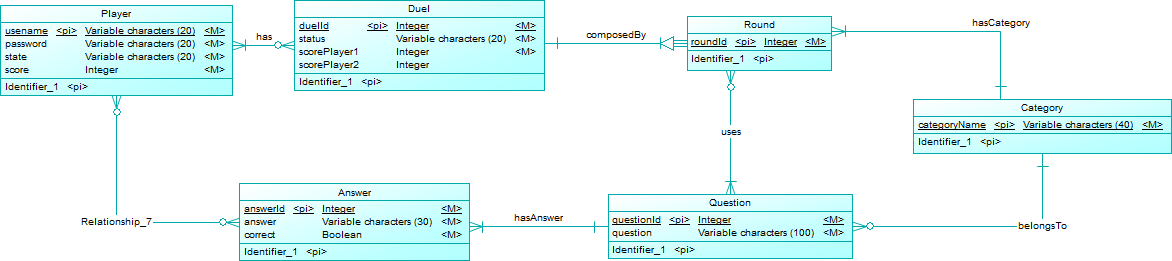 Player
usename <pi> Variable characters (20) <M>
password Variable characters (20) <M>
state Variable characters (20) <M>
score Integer <M>
Identifier_1 <pi>
has
Duel
duelId <pi> Integer <M>
status Variable characters (20) <M>
scorePlayer1 Integer <M>
scorePlayer2 Integer
Identifier_1 <pi>
composedBy
Round
roundId <pi> Integer <M>
Identifier_1 <pi>
hasCategory
Category
categoryName <pi> Variable characters (40) <M>
Identifier_1 <pi>
uses
Relationship_7
Answer
answerId <pi> Integer <M>
answer Variable characters (30) <M>
correct Boolean <M>
Identifier_1 <pi>
hasAnswer
Question
questionId <pi> Integer <M>
question Variable characters (100) <M>
Identifier_1 <pi>
belongsTo